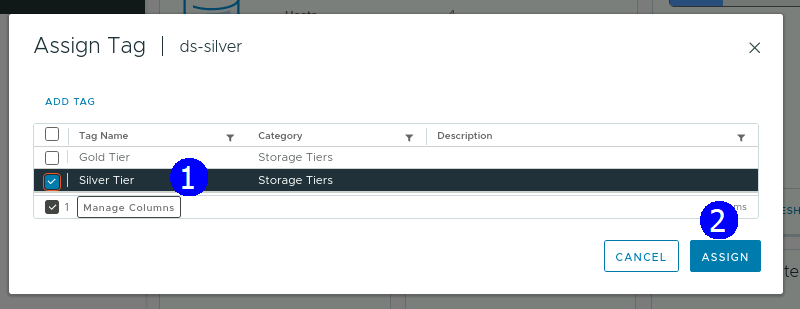 Assign Tag | ds-silver
ADD TAG
Tag Name Category Description
Gold Tier Storage Tiers
Silver Tier Storage Tiers
1
1 Manage Columns
2
CANCEL ASSIGN